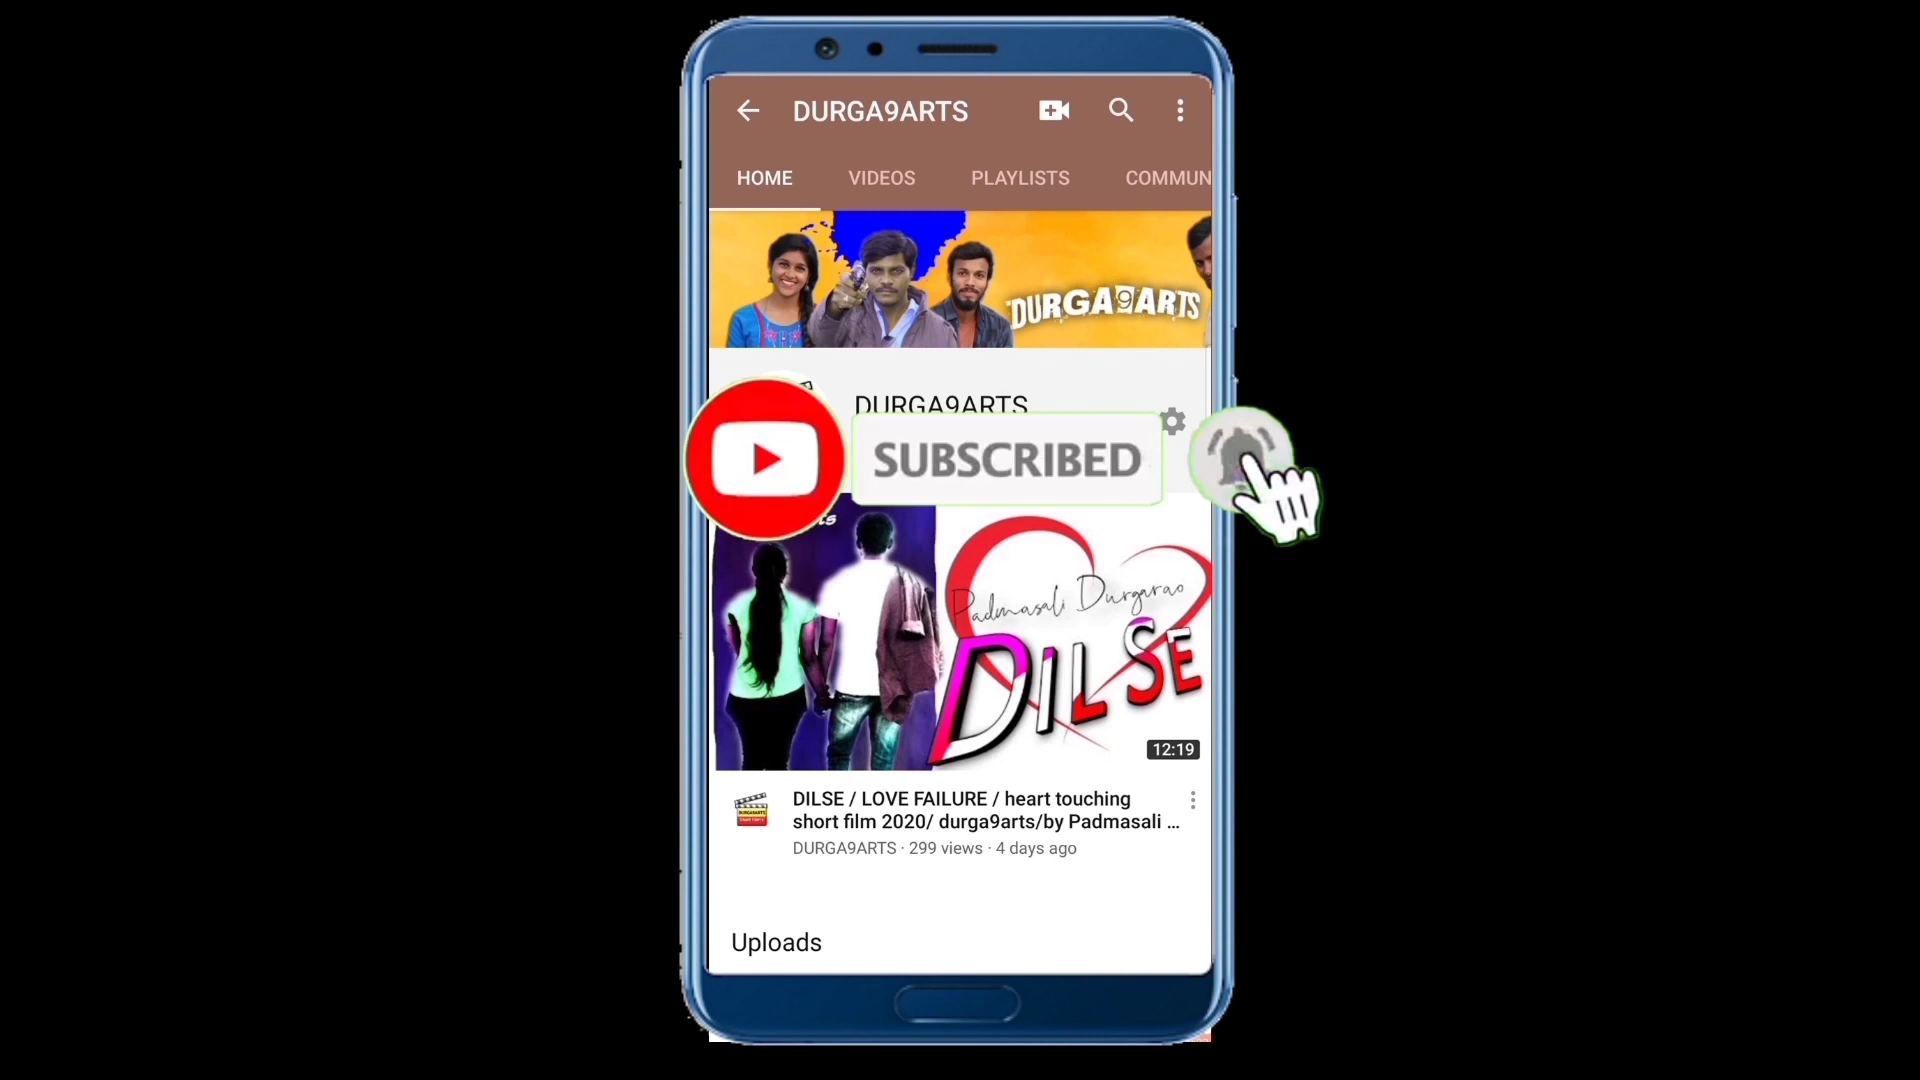 DURGA9ARTS
HOME VIDEOS PLAYLISTS COMMUN
DURGA9ARTS
DURGA9ARTS
SUBSCRIBED
Padmasali Durgarao
DILSE
12:19
DILSE / LOVE FAILURE / heart touching
short film 2020/ durga9arts/by Padmasali ...
DURGA9ARTS · 299 views · 4 days ago
Uploads